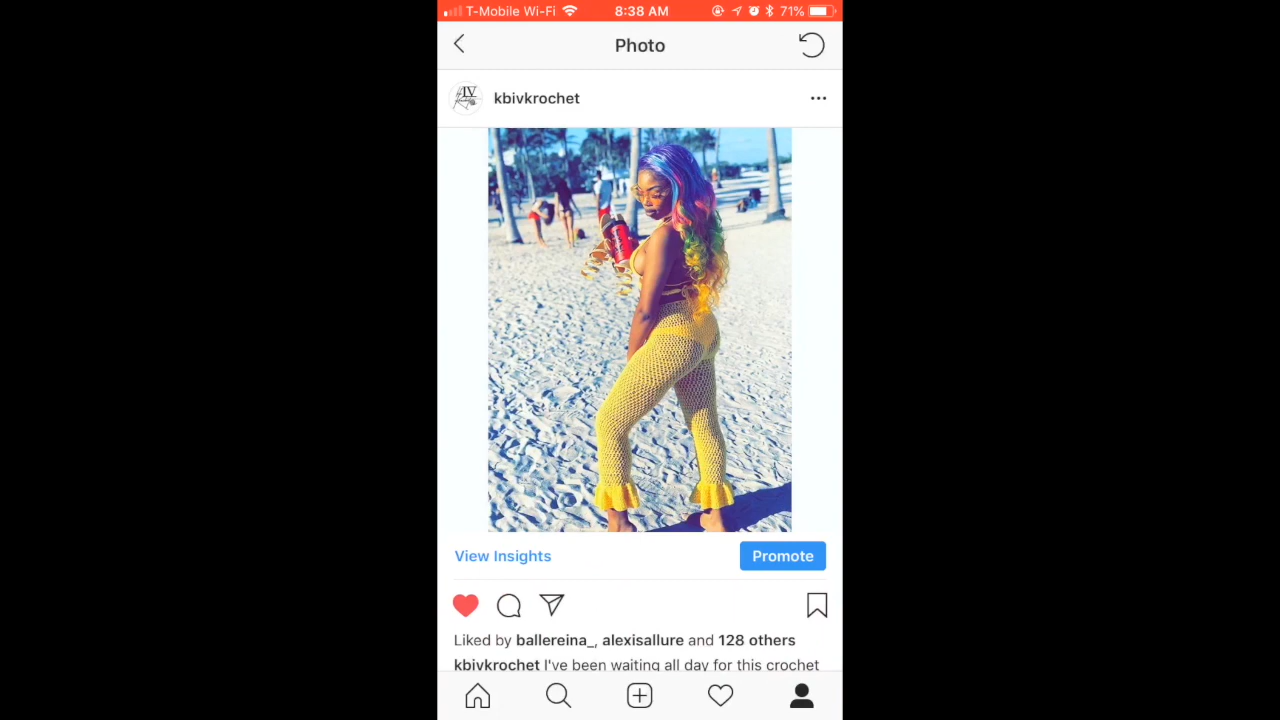 T-Mobile Wi-Fi 8:38 AM 71%
Photo
IV
kbivkrochet
View Insights Promote
Liked by ballereina_, alexisallure and 128 others
kbivkrochet I've been waiting all day for this crochet